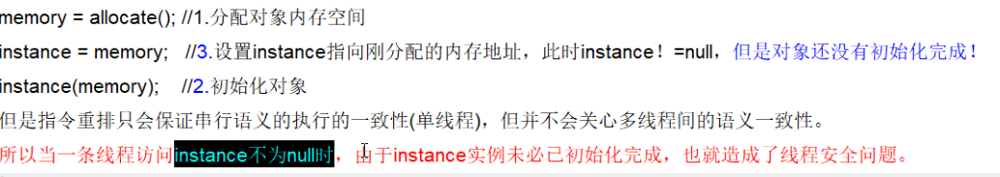 memory = allocate(); //1.分配对象内存空间
instance = memory; //3.设置instance指向刚分配的内存地址，此时instance！=null，但是对象还没有初始化完成！
instance(memory); //2.初始化对象
但是指令重排只会保证串行语义的执行的一致性(单线程)，但并不会关心多线程间的语义一致性。
所以当一条线程访问instance不为null时，由于instance实例未必已初始化完成，也就造成了线程安全问题。